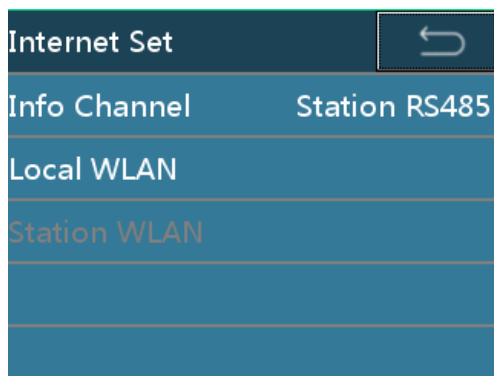 Internet Set
Info Channel Station RS485
Local WLAN
Station WLAN